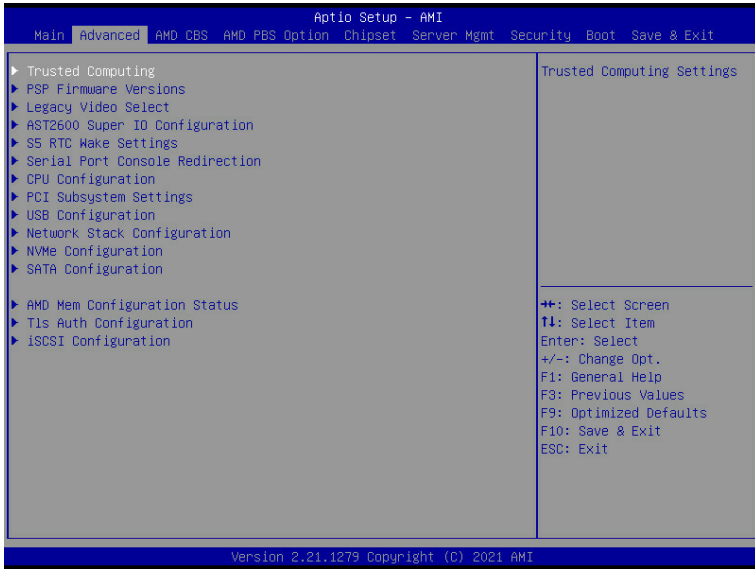 Aptio Setup – AMI
Main Advanced AMD CBS AMD PBS Option Chipset Server Mgmt Security Boot Save & Exit
Trusted Computing
PSP Firmware Versions
Legacy Video Select
AST2600 Super IO Configuration
S5 RTC Wake Settings
Serial Port Console Redirection
CPU Configuration
PCI Subsystem Settings
USB Configuration
Network Stack Configuration
NVMe Configuration
SATA Configuration
AMD Mem Configuration Status
Tls Auth Configuration
iSCSI Configuration
Trusted Computing Settings
→←: Select Screen
↑↓: Select Item
Enter: Select
+/-: Change Opt.
F1: General Help
F3: Previous Values
F9: Optimized Defaults
F10: Save & Exit
ESC: Exit
Version 2.21.1279 Copyright (C) 2021 AMI